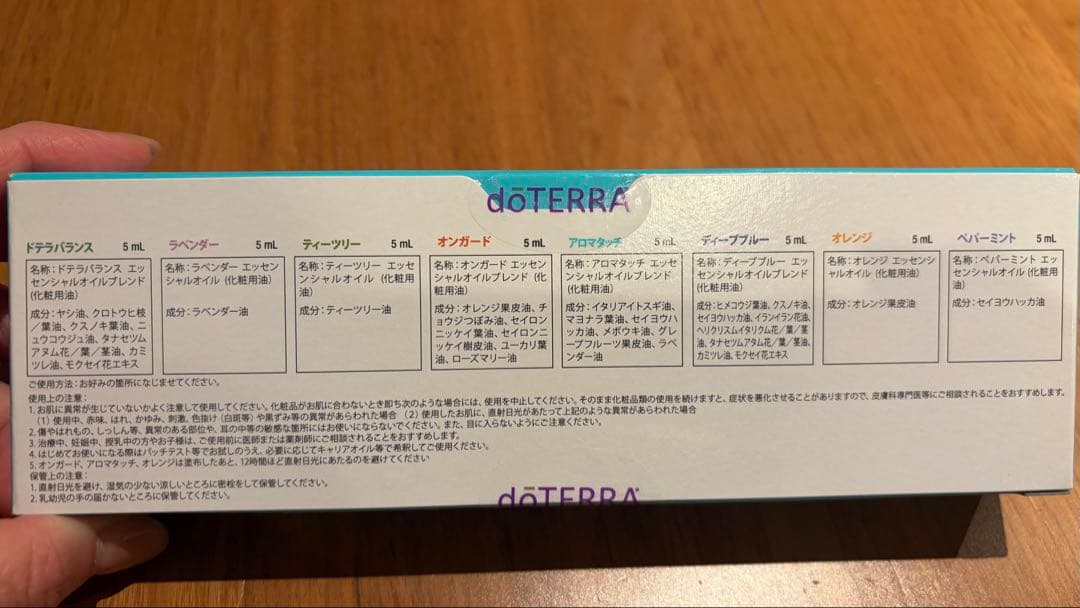 dōTERRA
ドテラバランス 5 mL
名称：ドテラバランス エッ
センシャルオイルブレンド
(化粧用油)
成分：ヤシ油、クロトウヒ枝
／葉油、クスノキ葉油、ニ
ュウコウジュ油、タナセツム
アヌム花／葉／茎油、カミ
ツレ油、モクセイ花エキス
ラベンダー 5 mL
名称：ラベンダー エッセン
シャルオイル (化粧用油)
成分：ラベンダー油
ティーツリー 5 mL
名称：ティーツリー エッセ
ンシャルオイル (化粧用
油)
成分：ティーツリー油
オンガード 5 mL
名称：オンガード エッセン
シャルオイルブレンド (化
粧用油)
成分：オレンジ果皮油、チ
ョウジつぼみ油、セイロン
ニッケイ葉油、セイロンニ
ッケイ樹皮油、ユーカリ葉
油、ローズマリー油
アロマタッチ 5 mL
名称：アロマタッチ エッセ
ンシャルオイルブレンド
(化粧用油)
成分：イタリアイトスギ油、
マヨナラ葉油、セイヨウハ
ッカ油、メボウキ油、グレ
ープフルーツ果皮油、ラベ
ンダー油
ディープブルー 5 mL
名称：ディープブルー エッ
センシャルオイルブレンド
(化粧用油)
成分：ヒメコウジ葉油、クスノキ油、
セイヨウハッカ油、イランイラン花油、
ヘリクリスムイタリクム花／葉／茎
油、タナセツムアヌム花／葉／茎油、
カミツレ油、モクセイ花エキス
オレンジ 5 mL
名称：オレンジ エッセンシ
ャルオイル (化粧用油)
成分：オレンジ果皮油
ペパーミント 5 mL
名称：ペパーミント エッセ
ンシャルオイル (化粧用
油)
成分：セイヨウハッカ油
ご使用方法：お好みの箇所になじませてください。
使用上の注意：
1. お肌に異常が生じていないかよく注意して使用してください。化粧品がお肌に合わないとき即ち次のような場合には、使用を中止してください。そのまま化粧品類の使用を続けますと、症状を悪化させることがありますので、皮膚科専門医等にご相談されることをおすすめします。
（1）使用中、赤味、はれ、かゆみ、刺激、色抜け（白斑等）や黒ずみ等の異常があらわれた場合 （2）使用したお肌に、直射日光があたって上記のような異常があらわれた場合
2. 傷やはれもの、しっしん等、異常のある部位や、耳の中等の敏感な箇所にはお使いにならないでください。また、目に入らないようにご注意ください。
3. 治療中、妊娠中、授乳中の方やお子様は、ご使用前に医師または薬剤師にご相談されることをおすすめします。
4. はじめてお使いになる際はパッチテスト等でお試しのうえ、必要に応じてキャリアオイル等で希釈してご使用ください。
5. オンガード、アロマタッチ、オレンジは塗布したあと、12時間ほど直射日光にあたるのを避けてください
保管上の注意：
1. 直射日光を避け、湿気の少ない涼しいところに密栓をして保管してください。
2. 乳幼児の手の届かないところに保管してください。
dōTERRA